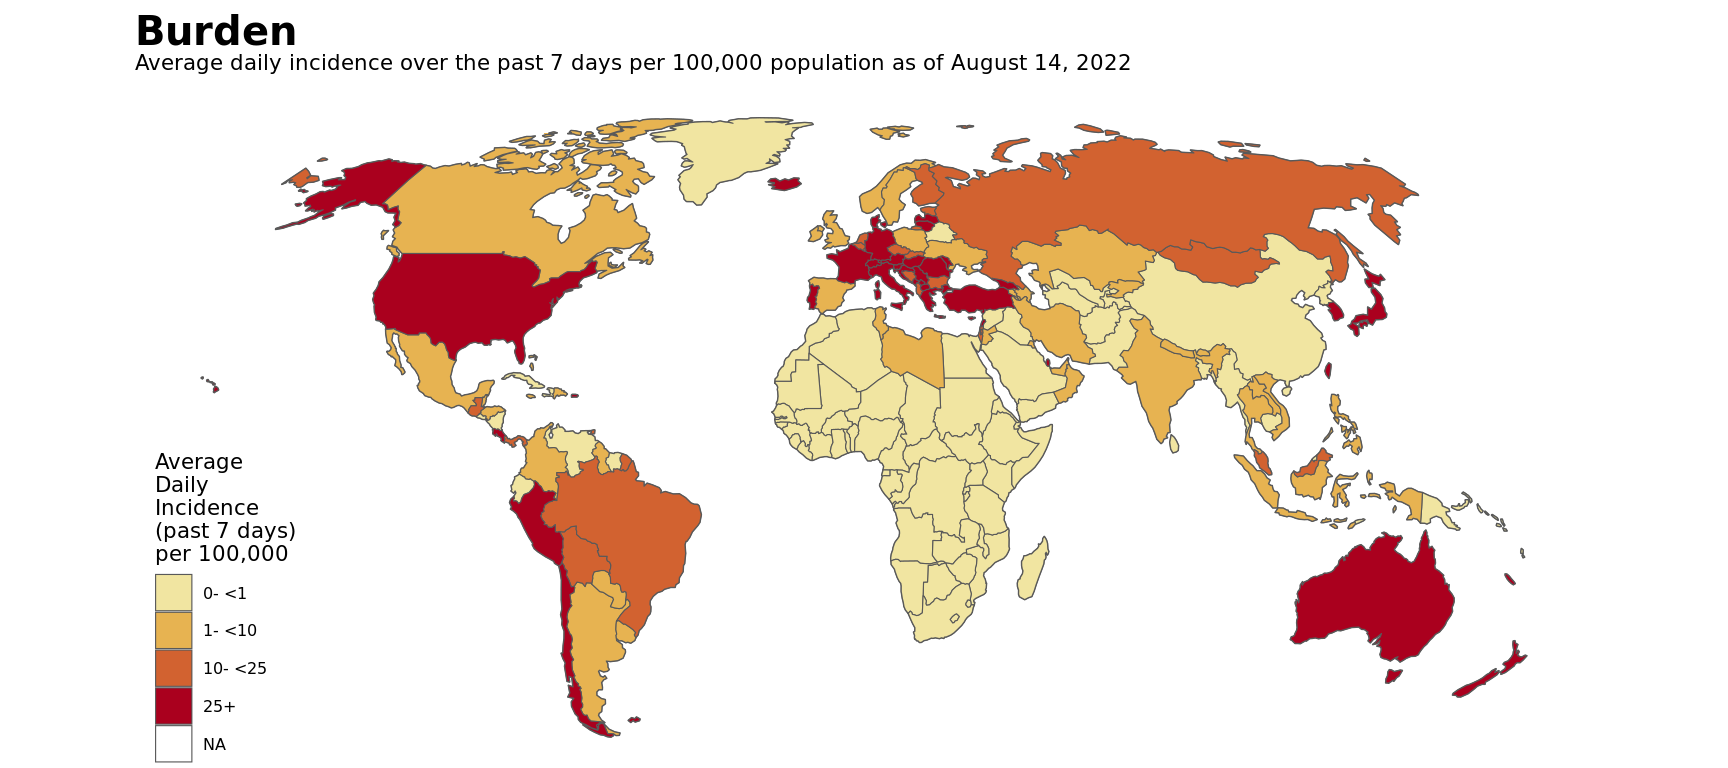 Burden
Average daily incidence over the past 7 days per 100,000 population as of August 14, 2022
Average
Daily
Incidence
(past 7 days)
per 100,000
0- <1
1- <10
10- <25
25+
NA